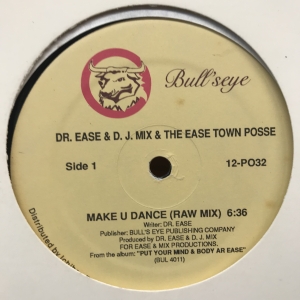 Bull'seye
DR. EASE & D. J. MIX & THE EASE TOWN POSSE
Side 1
12-PO32
MAKE U DANCE (RAW MIX) 6:36
Writer: DR. EASE
Publisher: BULL'S EYE PUBLISHING COMPANY
Produced by DR. EASE & D. J. MIX
FOR EASE & MIX PRODUCTIONS.
From the album: "PUT YOUR MIND & BODY AR EASE"
(BUL 4011)
Distributed by